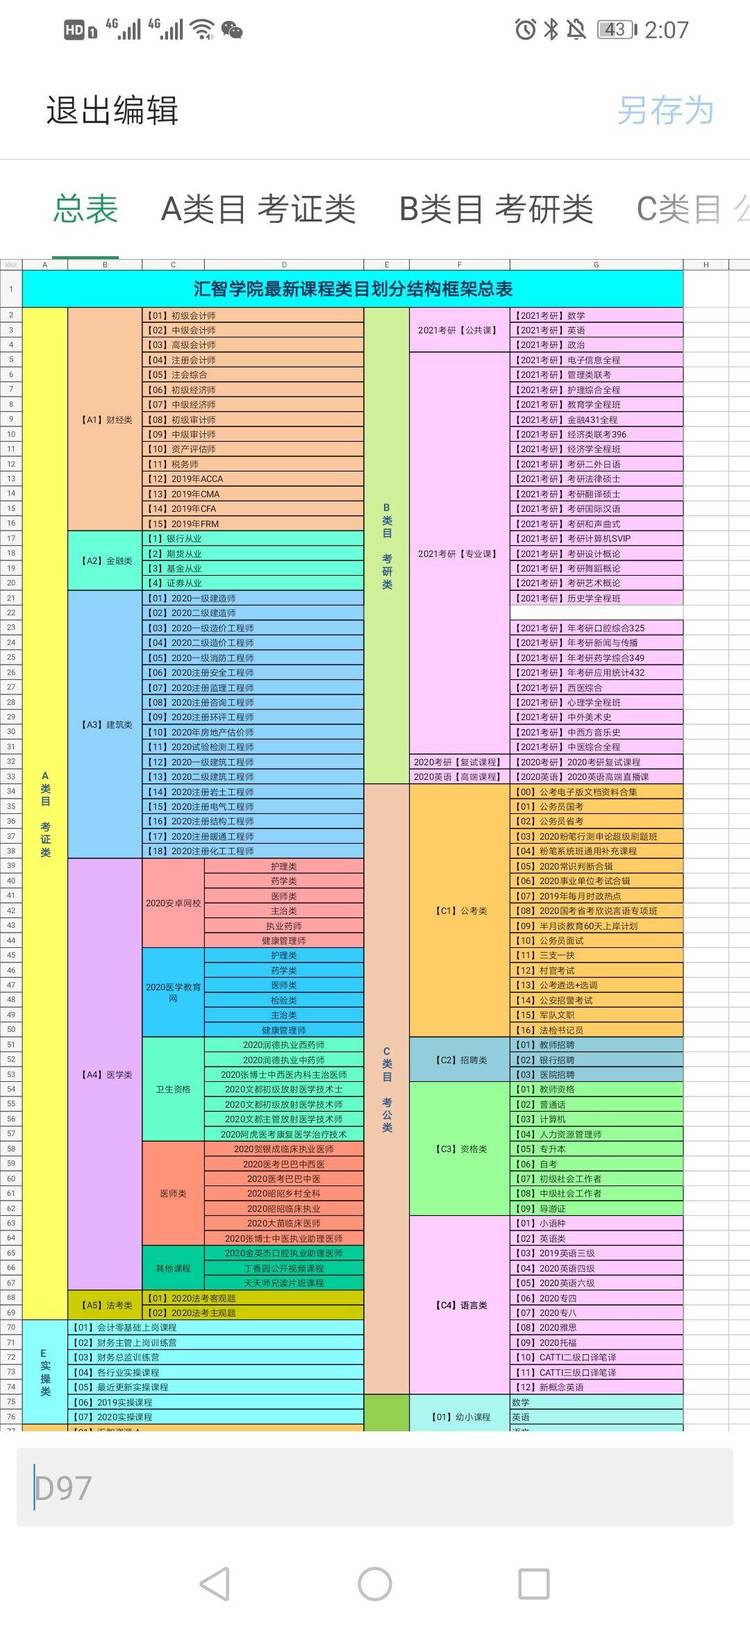 HD 1 4G 4G 43 2:07
退出编辑 另存为
总表 A类目 考证类 B类目 考研类 C类目 公
A B C D E F G H
1 汇智学院最新课程类目划分结构框架总表
2 【01】初级会计师 【2021考研】数学
3 【02】中级会计师 2021考研【公共课】 【2021考研】英语
4 【03】高级会计师 【2021考研】政治
5 【04】注册会计师 【2021考研】电子信息全程
6 【05】注会综合 【2021考研】管理类联考
7 【06】初级经济师 【2021考研】护理综合全程
8 【07】中级经济师 【2021考研】教育学全程班
9 【A1】财经类 【08】初级审计师 【2021考研】金融431全程
10 【09】中级审计师 【2021考研】经济类联考396
11 【10】资产评估师 【2021考研】经济学全程班
12 【11】税务师 【2021考研】考研二外日语
13 【12】2019年ACCA 【2021考研】考研法律硕士
14 【13】2019年CMA 【2021考研】考研翻译硕士
15 【14】2019年CFA 【2021考研】考研国际汉语
16 【15】2019年FRM 【2021考研】考研和声曲式
17 【1】银行从业 【2021考研】考研计算机SVIP
18 【A2】金融类 【2】期货从业 B类目 考研类 2021考研【专业课】 【2021考研】考研设计概论
19 【3】基金从业 【2021考研】考研舞蹈概论
20 【4】证券从业 【2021考研】考研艺术概论
21 【01】2020一级建造师 【2021考研】历史学全程班
22 【02】2020二级建造师
23 【03】2020一级造价工程师 【2021考研】年考研口腔综合325
24 【04】2020二级造价工程师 【2021考研】年考研新闻与传播
25 【05】2020一级消防工程师 【2021考研】年考研药学综合349
26 【06】2020注册安全工程师 【2021考研】年考研应用统计432
27 【07】2020注册监理工程师 【2021考研】西医综合
28 【08】2020注册咨询工程师 【2021考研】心理学全程班
29 【A3】建筑类 【09】2020注册环评工程师 【2021考研】中外美术史
30 【10】2020年房地产估价师 【2021考研】中西方音乐史
31 【11】2020试验检测工程师 【2021考研】中医综合全程
32 【12】2020一级建筑工程师 2020考研【复试课程】 【2020考研】2020考研复试课程
33 【13】2020二级建筑工程师 2020英语【高端课程】 【2020英语】2020英语高端直播课
34 【14】2020注册岩土工程师 【00】公考电子版文档资料合集
35 【15】2020注册电气工程师 【01】公务员国考
36 【16】2020注册结构工程师 【02】公务员省考
37 A类目 考证类 【17】2020注册暖通工程师 【03】2020粉笔行测申论超级刷题班
38 【18】2020注册化工工程师 【04】粉笔系统班通用补充课程
39 护理类 【05】2020常识判断合辑
40 药学类 【06】2020事业单位考试合辑
41 医师类 【07】2019年每月时政热点
42 2020安卓网校 主治类 【C1】公考类 【08】2020国考省考欣说言语专项班
43 执业药师 【09】半月谈教育60天上岸计划
44 健康管理师 【10】公务员面试
45 护理类 【11】三支一扶
46 药学类 【12】村官考试
47 2020医学教育网 医师类 【13】公考遴选+选调
48 检验类 【14】公安招警考试
49 主治类 【15】军队文职
50 健康管理师 【16】法检书记员
51 2020润德执业西药师 【01】教师招聘
52 2020润德执业中药师 【C2】招聘类 【02】银行招聘
53 【A4】医学类 2020张博士中西医内科主治医师 C类目 考公类 【03】医院招聘
54 卫生资格 2020文都初级放射医学技术士 【01】教师资格
55 2020文都初级放射医学技术师 【02】普通话
56 2020文都主管放射医学技术师 【03】计算机
57 2020阿虎医考康复医学治疗技术 【04】人力资源管理师
58 2020贺银成临床执业医师 【C3】资格类 【05】专升本
59 2020医考巴巴中西医 【06】自考
60 2020医考巴巴中医 【07】初级社会工作者
61 医师类 2020昭昭乡村全科 【08】中级社会工作者
62 2020昭昭临床执业 【09】导游证
63 2020大苗临床医师 【01】小语种
64 2020张博士中医执业助理医师 【02】英语类
65 2020金英杰口腔执业助理医师 【03】2019英语三级
66 其他课程 丁香园公开视频课程 【04】2020英语四级
67 天天师兄读片班课程 【05】2020英语六级
68 【A5】法考类 【01】2020法考客观题 【C4】语言类 【06】2020专四
69 【02】2020法考主观题 【07】2020专八
70 【01】会计零基础上岗课程 【08】2020雅思
71 【02】财务主管上岗训练营 【09】2020托福
72 E实操类 【03】财务总监训练营 【10】CATTI二级口译笔译
73 【04】各行业实操课程 【11】CATTI三级口译笔译
74 【05】最近更新实操课程 【12】新概念英语
75 【06】2019实操课程 数学
76 【07】2020实操课程 【01】幼小课程 英语
77
D97